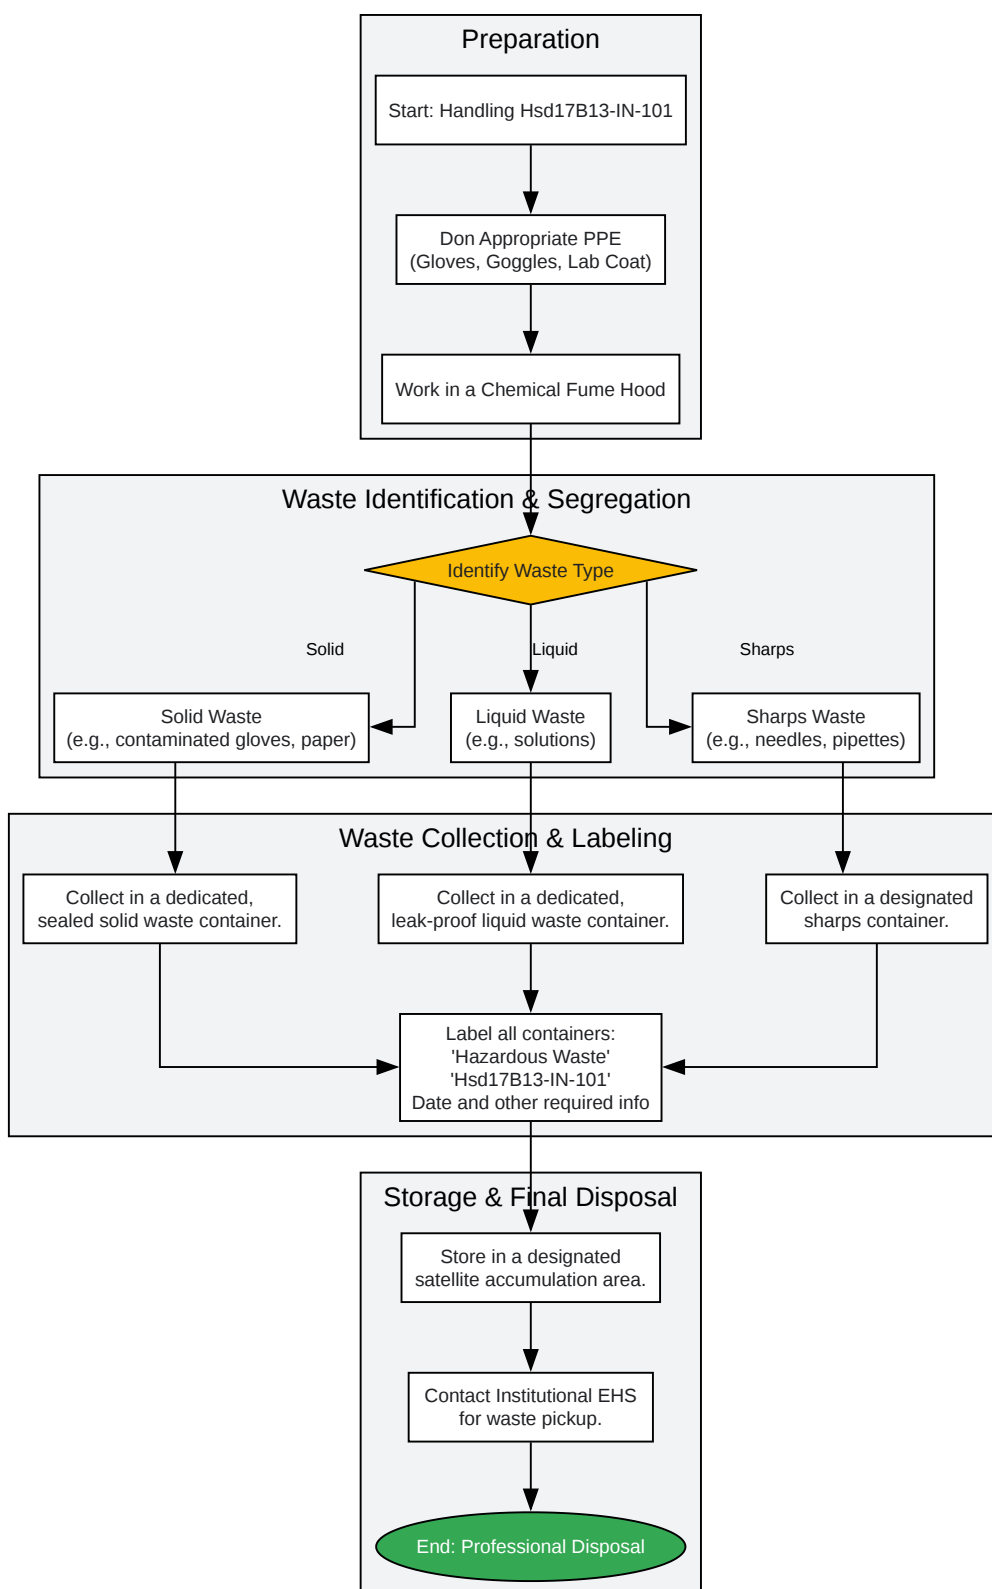 Preparation
Start: Handling Hsd17B13-IN-101
Don Appropriate PPE
(Gloves, Goggles, Lab Coat)
Work in a Chemical Fume Hood
Waste Identification & Segregation
Identify Waste Type
Solid
Liquid
Sharps
Solid Waste
(e.g., contaminated gloves, paper)
Liquid Waste
(e.g., solutions)
Sharps Waste
(e.g., needles, pipettes)
Waste Collection & Labeling
Collect in a dedicated,
sealed solid waste container.
Collect in a dedicated,
leak-proof liquid waste container.
Collect in a designated
sharps container.
Label all containers:
'Hazardous Waste'
'Hsd17B13-IN-101'
Date and other required info
Storage & Final Disposal
Store in a designated
satellite accumulation area.
Contact Institutional EHS
for waste pickup.
End: Professional Disposal